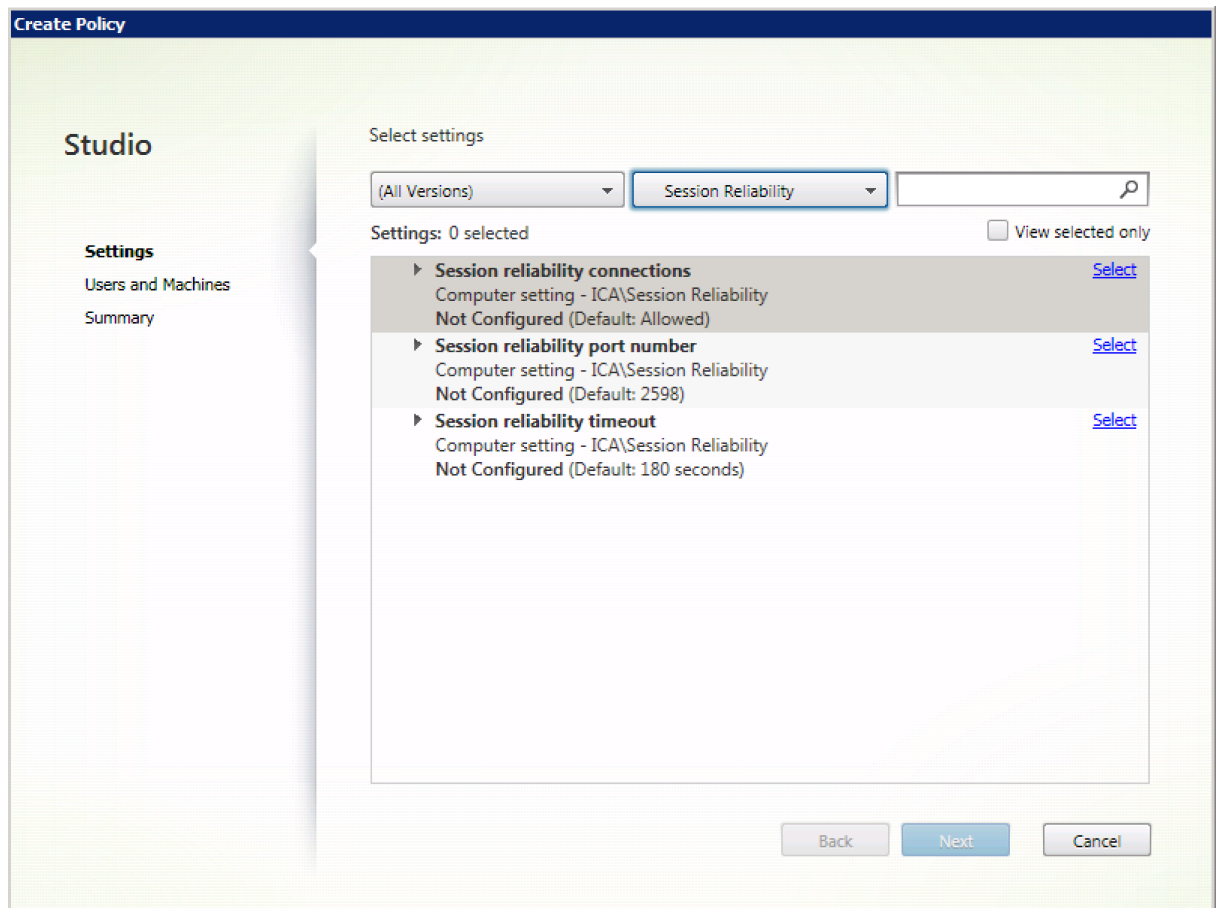 Create Policy
Studio
Settings
Users and Machines
Summary
Select settings
(All Versions)
Session Reliability
Settings: 0 selected
View selected only
Session reliability connections
Select
Computer setting - ICA\Session Reliability
Not Configured (Default: Allowed)
Session reliability port number
Select
Computer setting - ICA\Session Reliability
Not Configured (Default: 2598)
Session reliability timeout
Select
Computer setting - ICA\Session Reliability
Not Configured (Default: 180 seconds)
Back
Next
Cancel